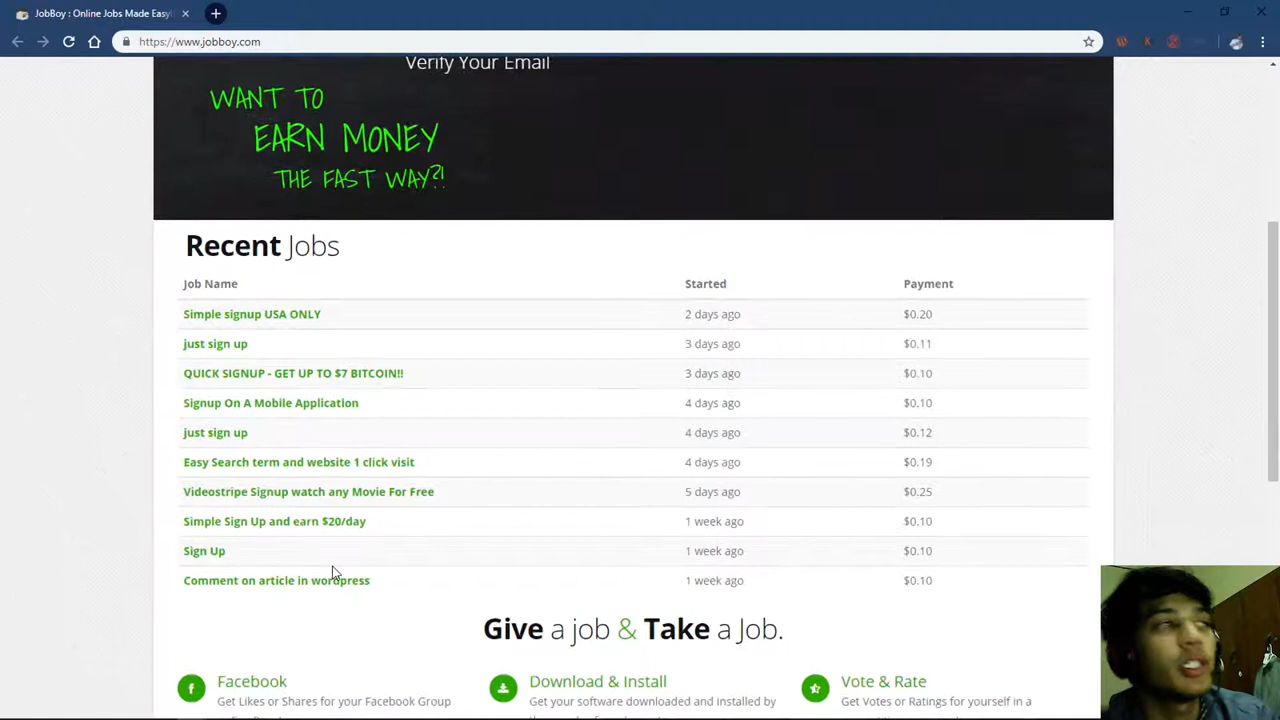 JobBoy : Online Jobs Made Easy
https://www.jobboy.com
Verify Your Email
WANT TO
EARN MONEY
THE FAST WAY?!
Recent Jobs
Job Name Started Payment
Simple signup USA ONLY 2 days ago $0.20
just sign up 3 days ago $0.11
QUICK SIGNUP - GET UP TO $7 BITCOIN!! 3 days ago $0.10
Signup On A Mobile Application 4 days ago $0.10
just sign up 4 days ago $0.12
Easy Search term and website 1 click visit 4 days ago $0.19
Videostripe Signup watch any Movie For Free 5 days ago $0.25
Simple Sign Up and earn $20/day 1 week ago $0.10
Sign Up 1 week ago $0.10
Comment on article in wordpress 1 week ago $0.10
Give a job & Take a Job.
Facebook Download & Install Vote & Rate
Get Likes or Shares for your Facebook Group Get your software downloaded and installed by Get Votes or Ratings for yourself in a